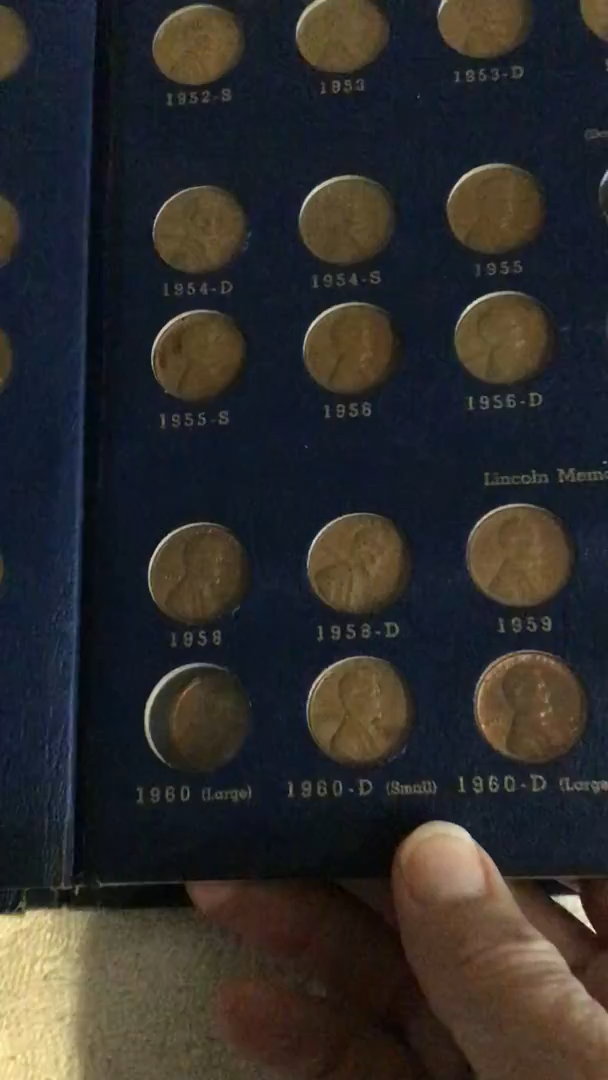 1952-S 1953 1953-D
1954-D 1954-S 1955
1955-S 1956 1956-D
Lincoln Memo
1958 1958-D 1959
1960 (Large) 1960-D (Small) 1960-D (Large